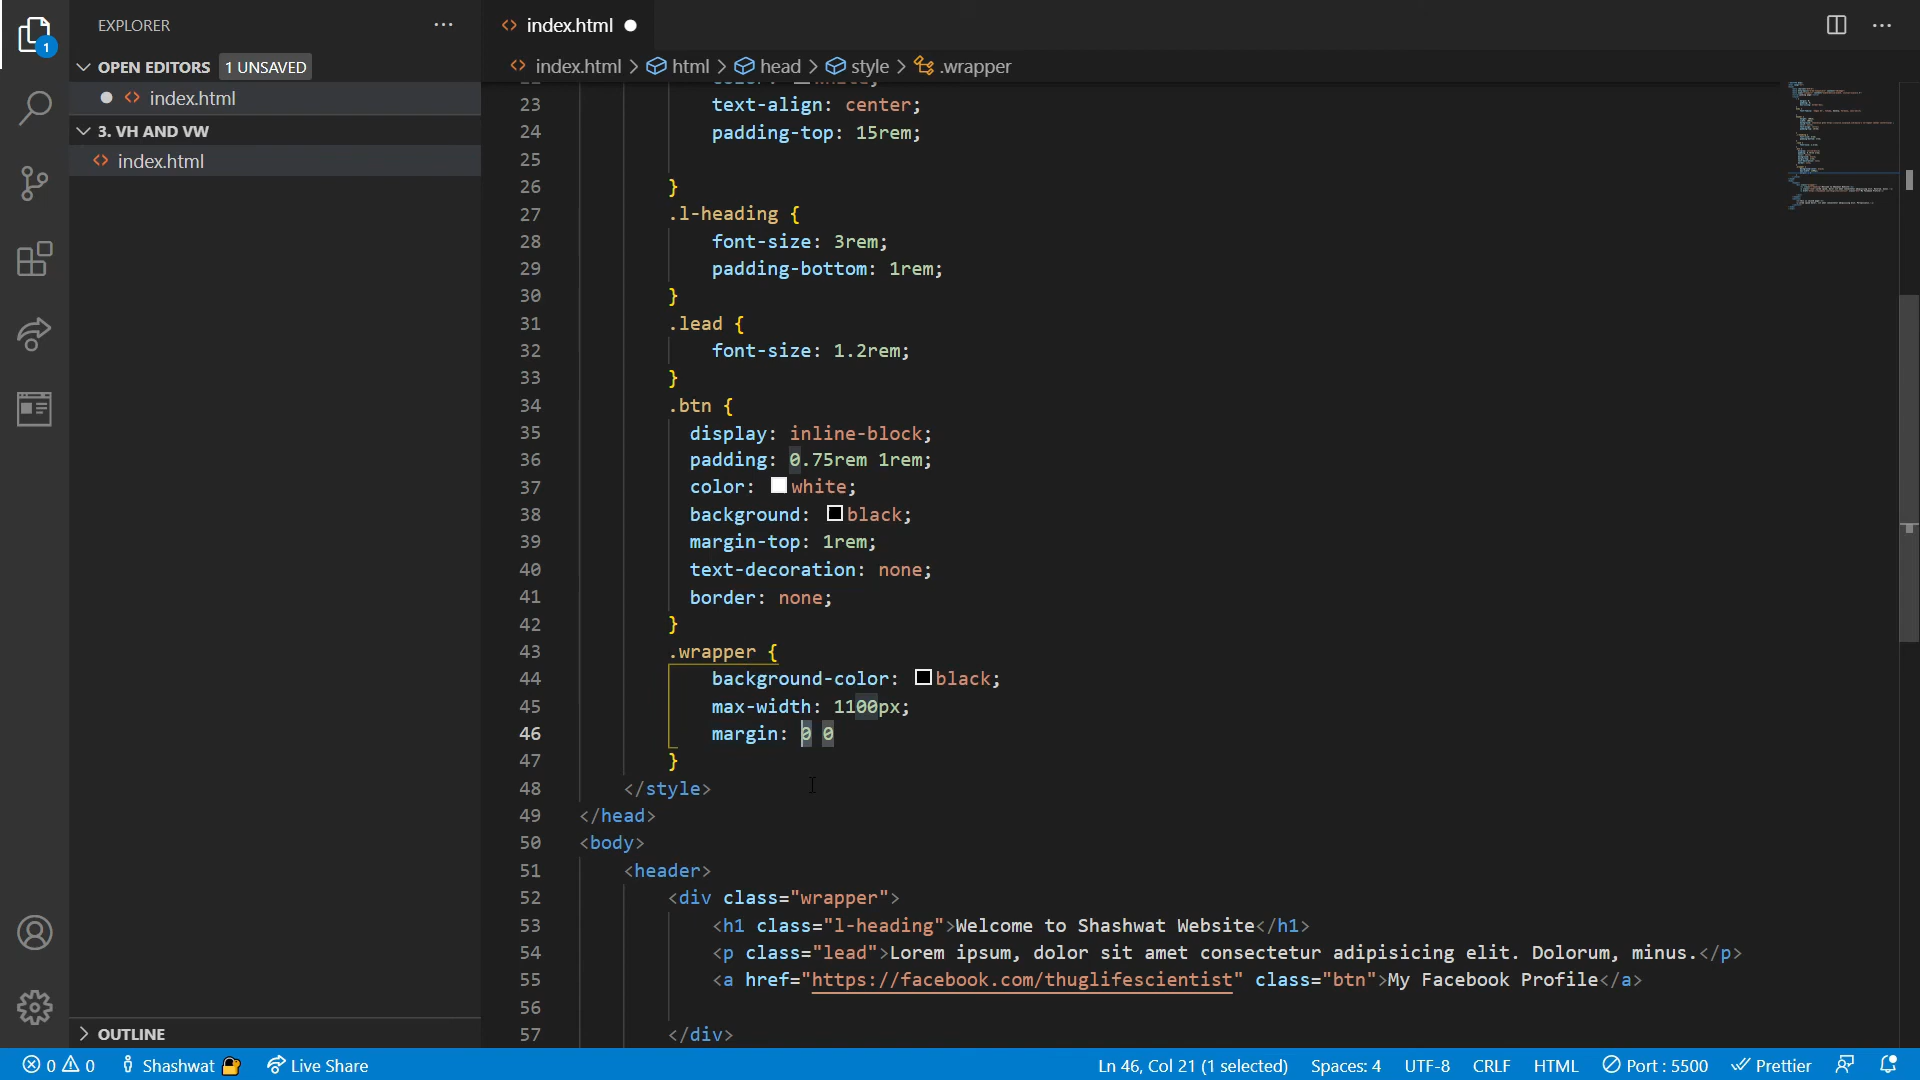 EXPLORER
index.html
OPEN EDITORS 1 UNSAVED
index.html
3. VH AND VW
index.html
OUTLINE
index.html > html > head > style > .wrapper
23 text-align: center;
24 padding-top: 15rem;
25
26 }
27 .l-heading {
28 font-size: 3rem;
29 padding-bottom: 1rem;
30 }
31 .lead {
32 font-size: 1.2rem;
33 }
34 .btn {
35 display: inline-block;
36 padding: 0.75rem 1rem;
37 color: white;
38 background: black;
39 margin-top: 1rem;
40 text-decoration: none;
41 border: none;
42 }
43 .wrapper {
44 background-color: black;
45 max-width: 1100px;
46 margin: 0 0
47 }
48 </style>
49 </head>
50 <body>
51 <header>
52 <div class="wrapper">
53 <h1 class="l-heading">Welcome to Shashwat Website</h1>
54 <p class="lead">Lorem ipsum, dolor sit amet consectetur adipisicing elit. Dolorum, minus.</p>
55 <a href="https://facebook.com/thuglifescientist" class="btn">My Facebook Profile</a>
56
57 </div>
1
0 0 Shashwat Live Share Ln 46, Col 21 (1 selected) Spaces: 4 UTF-8 CRLF HTML Port : 5500 Prettier